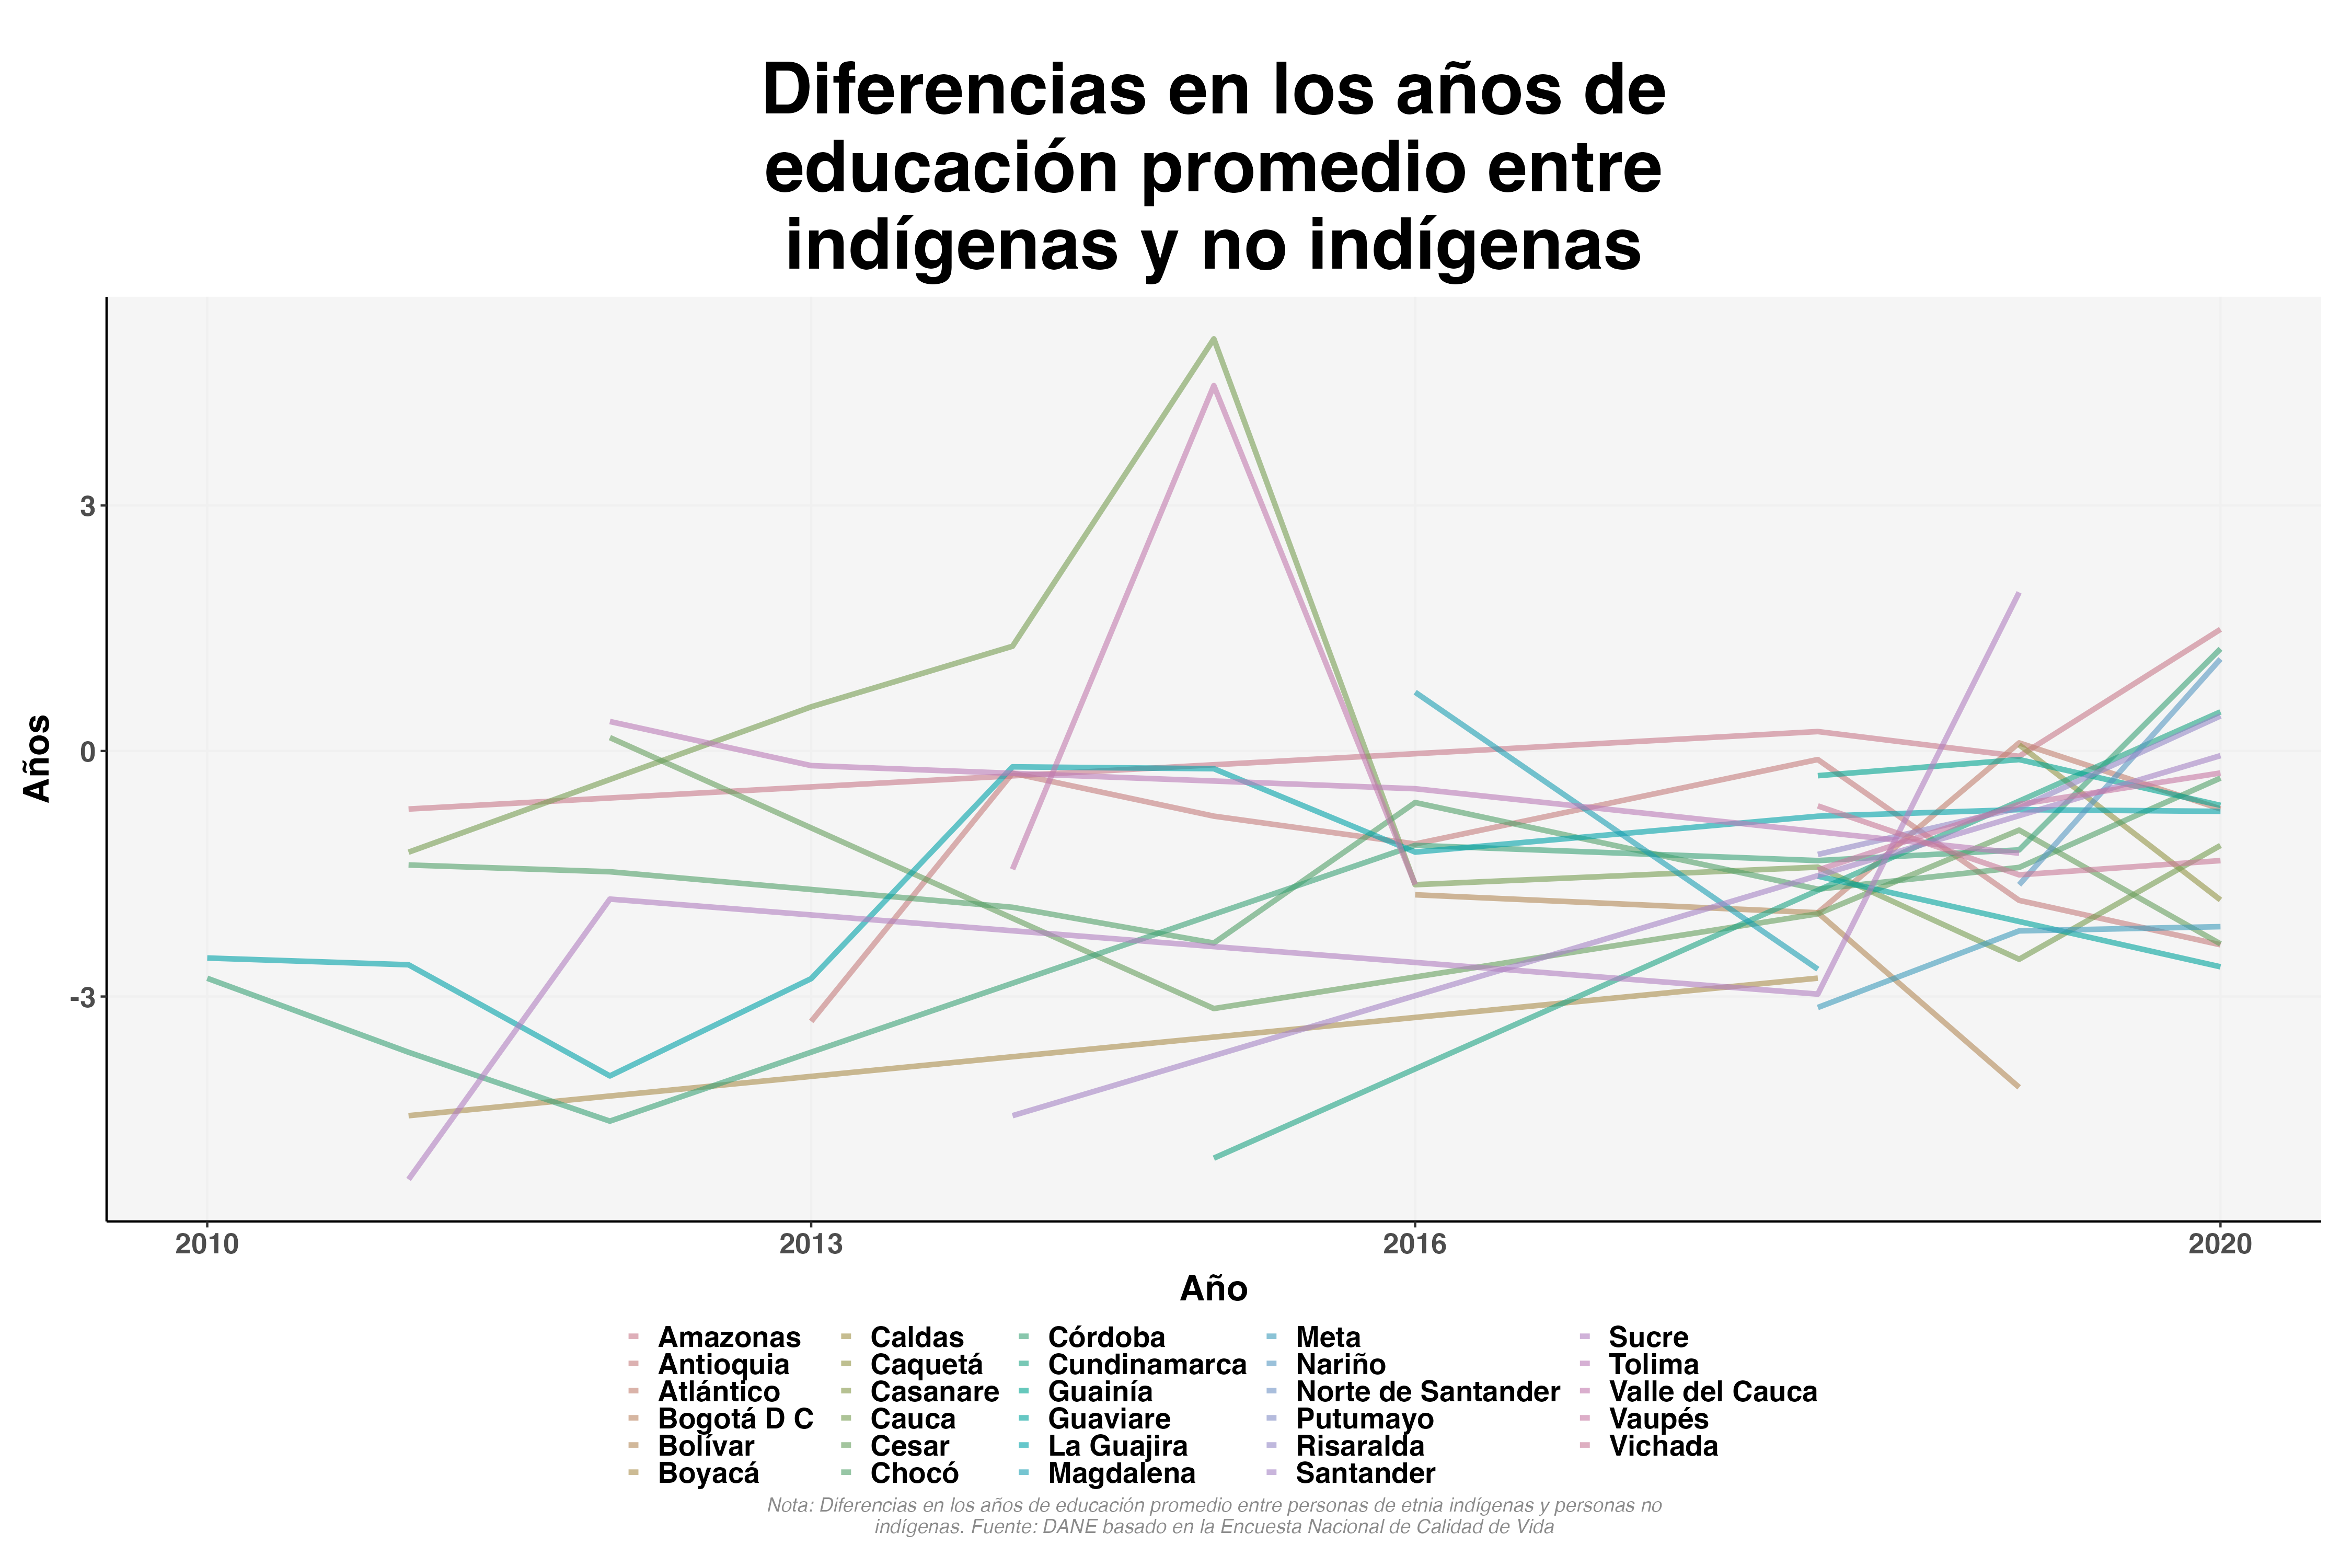 Diferencias en los años de
educación promedio entre
indígenas y no indígenas
Años
3
0
-3
2010
2013
2016
2020
Año
Amazonas
Antioquia
Atlántico
Bogotá D C
Bolívar
Boyacá
Caldas
Caquetá
Casanare
Cauca
Cesar
Chocó
Córdoba
Cundinamarca
Guainía
Guaviare
La Guajira
Magdalena
Meta
Nariño
Norte de Santander
Putumayo
Risaralda
Santander
Sucre
Tolima
Valle del Cauca
Vaupés
Vichada
Nota: Diferencias en los años de educación promedio entre personas de etnia indígenas y personas no
indígenas. Fuente: DANE basado en la Encuesta Nacional de Calidad de Vida